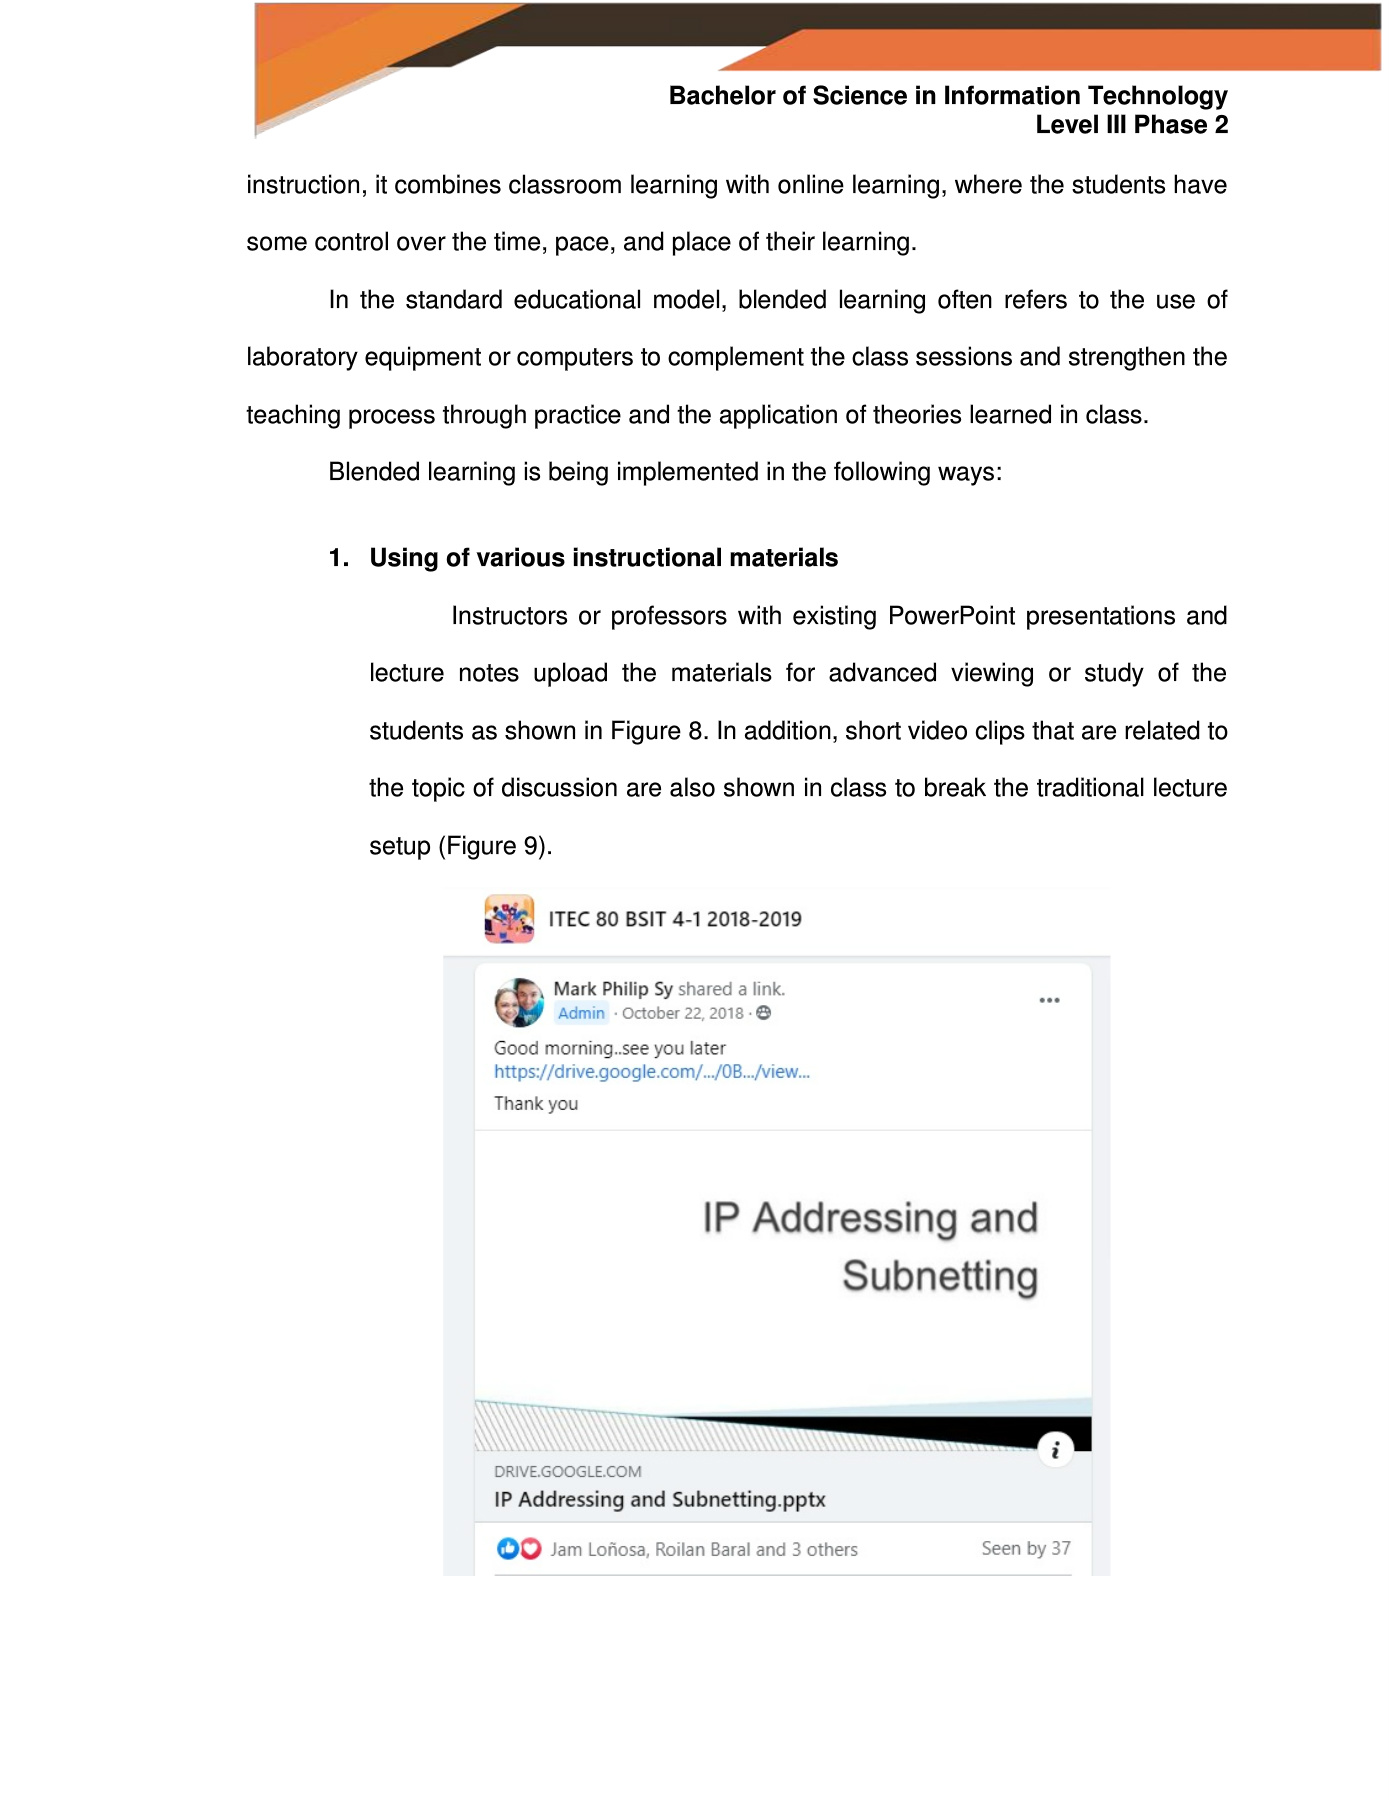 Bachelor of Science in Information Technology
Level III Phase 2
instruction, it combines classroom learning with online learning, where the students have
some control over the time, pace, and place of their learning.
In the standard educational model, blended learning often refers to the use of
laboratory equipment or computers to complement the class sessions and strengthen the
teaching process through practice and the application of theories learned in class.
Blended learning is being implemented in the following ways:
1. Using of various instructional materials
Instructors or professors with existing PowerPoint presentations and
lecture notes upload the materials for advanced viewing or study of the
students as shown in Figure 8. In addition, short video clips that are related to
the topic of discussion are also shown in class to break the traditional lecture
setup (Figure 9).
ITEC 80 BSIT 4-1 2018-2019
Mark Philip Sy shared a link.
Admin · October 22, 2018 ·
Good morning..see you later
https://drive.google.com/.../0B.../view...
Thank you
IP Addressing and
Subnetting
DRIVE.GOOGLE.COM
IP Addressing and Subnetting.pptx
Jam Loñosa, Roilan Baral and 3 others Seen by 37